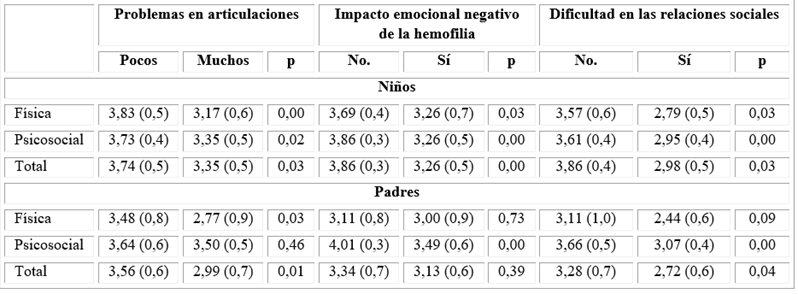 Problemas en articulaciones Impacto emocional negativo de la hemofilia Dificultad en las relaciones sociales
Pocos Muchos p No. Sí p No. Sí p
Niños
Física 3,83 (0,5) 3,17 (0,6) 0,00 3,69 (0,4) 3,26 (0,7) 0,03 3,57 (0,6) 2,79 (0,5) 0,03
Psicosocial 3,73 (0,4) 3,35 (0,5) 0,02 3,86 (0,3) 3,26 (0,5) 0,00 3,61 (0,4) 2,95 (0,4) 0,00
Total 3,74 (0,5) 3,35 (0,5) 0,03 3,86 (0,3) 3,26 (0,5) 0,00 3,86 (0,4) 2,98 (0,5) 0,03
Padres
Física 3,48 (0,8) 2,77 (0,9) 0,03 3,11 (0,8) 3,00 (0,9) 0,73 3,11 (1,0) 2,44 (0,6) 0,09
Psicosocial 3,64 (0,6) 3,50 (0,5) 0,46 4,01 (0,3) 3,49 (0,6) 0,00 3,66 (0,5) 3,07 (0,4) 0,00
Total 3,56 (0,6) 2,99 (0,7) 0,01 3,34 (0,7) 3,13 (0,6) 0,39 3,28 (0,7) 2,72 (0,6) 0,04